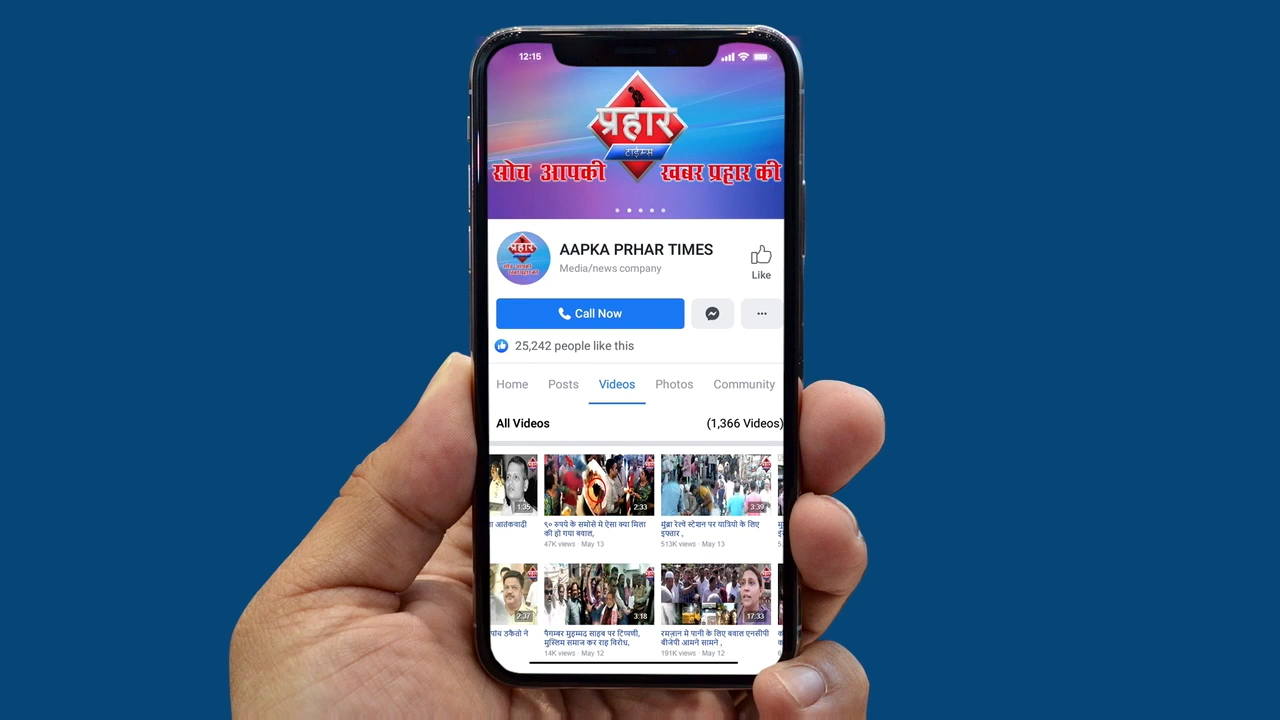 12:15
प्रहार
टाईम्स
सोच आपकी खबर प्रहार की
प्रहार
AAPKA PRHAR TIMES
Media/news company
Like
Call Now
25,242 people like this
Home Posts Videos Photos Community
All Videos (1,366 Videos)
1:35 2:33 3:39
आतंकवादी
९० रुपये के समोसे मे ऐसा क्या मिला
की हो गया बवाल,
47K views · May 13
मुंब्रा रेल्वे स्टेशन पर यात्रियो के लिए
इफ्तार ,
513K views · May 13
2:37 3:18 17:33
पांच डकैतो ने
पैगम्बर मुहम्मद साहब पर टिप्पणी,
मुस्लिम समाज कर राह विरोध,
14K views · May 12
रमज़ान मे पानी के लिए बवाल एनसीपी
बीजेपी आमने सामने ,
191K views · May 12